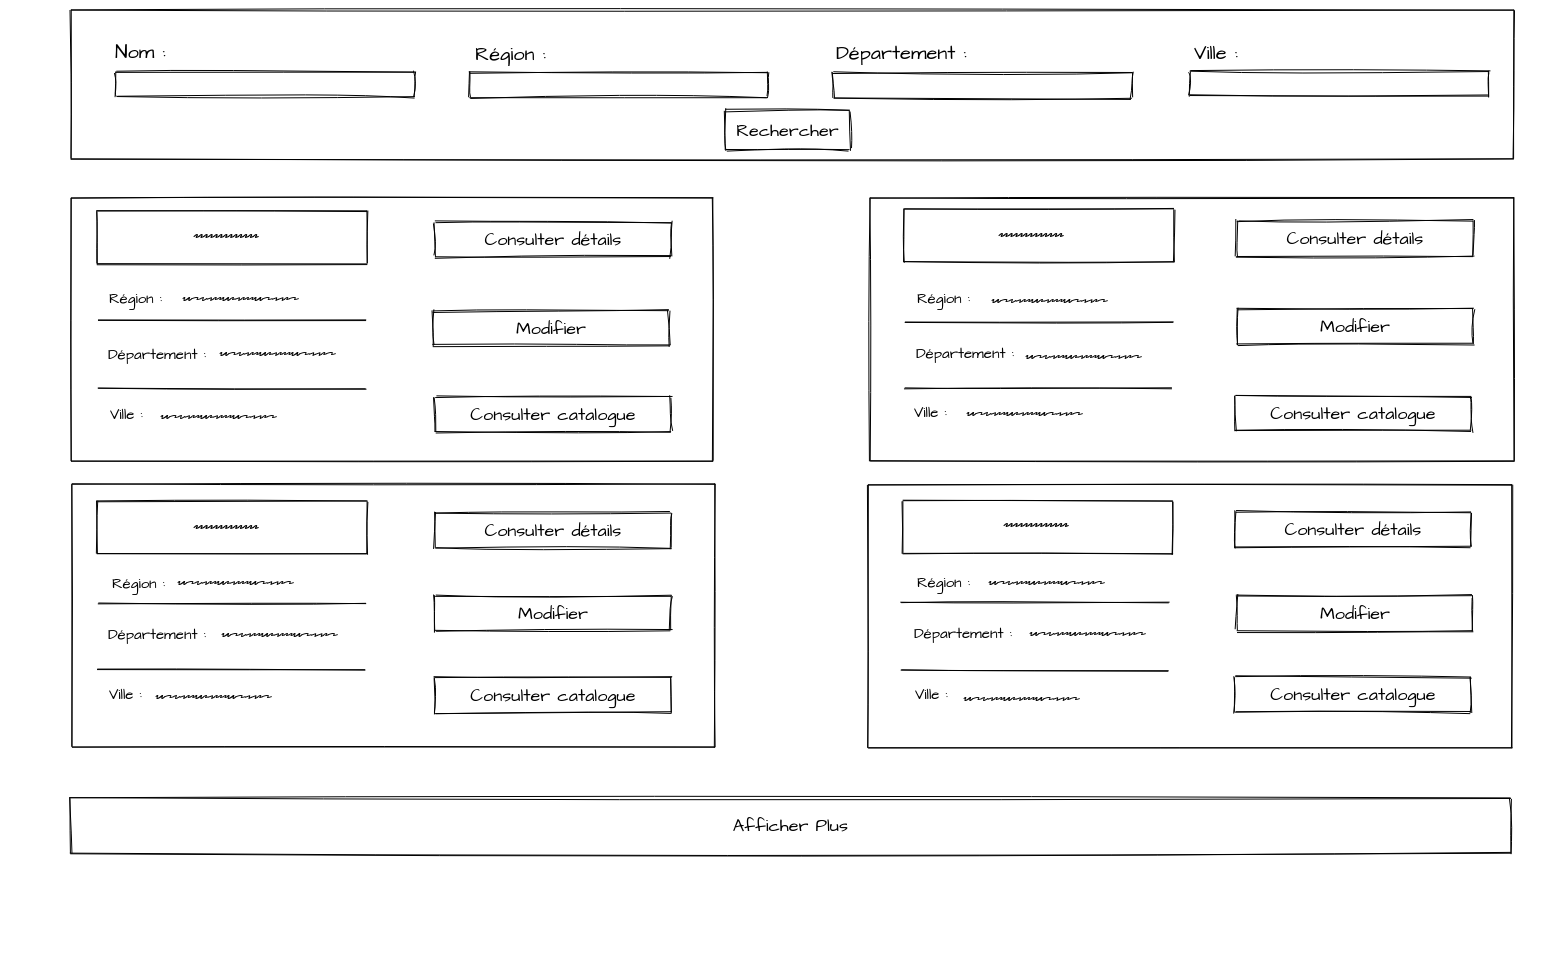 Nom :
Région :
Département :
Ville :
Rechercher
Consulter détails
Région :
Modifier
Département :
Ville :
Consulter catalogue
Consulter détails
Région :
Modifier
Département :
Ville :
Consulter catalogue
Consulter détails
Région :
Modifier
Département :
Ville :
Consulter catalogue
Consulter détails
Région :
Modifier
Département :
Ville :
Consulter catalogue
Afficher Plus